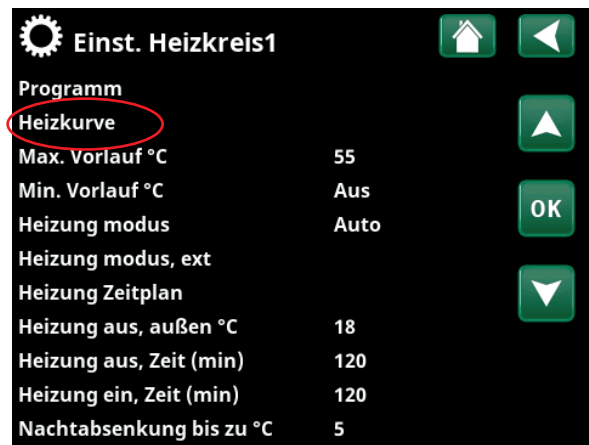 Einst. Heizkreis1
Programm
Heizkurve
Max. Vorlauf °C 55
Min. Vorlauf °C Aus
Heizung modus Auto
OK
Heizung modus, ext
Heizung Zeitplan
Heizung aus, außen °C 18
Heizung aus, Zeit (min) 120
Heizung ein, Zeit (min) 120
Nachtabsenkung bis zu °C 5